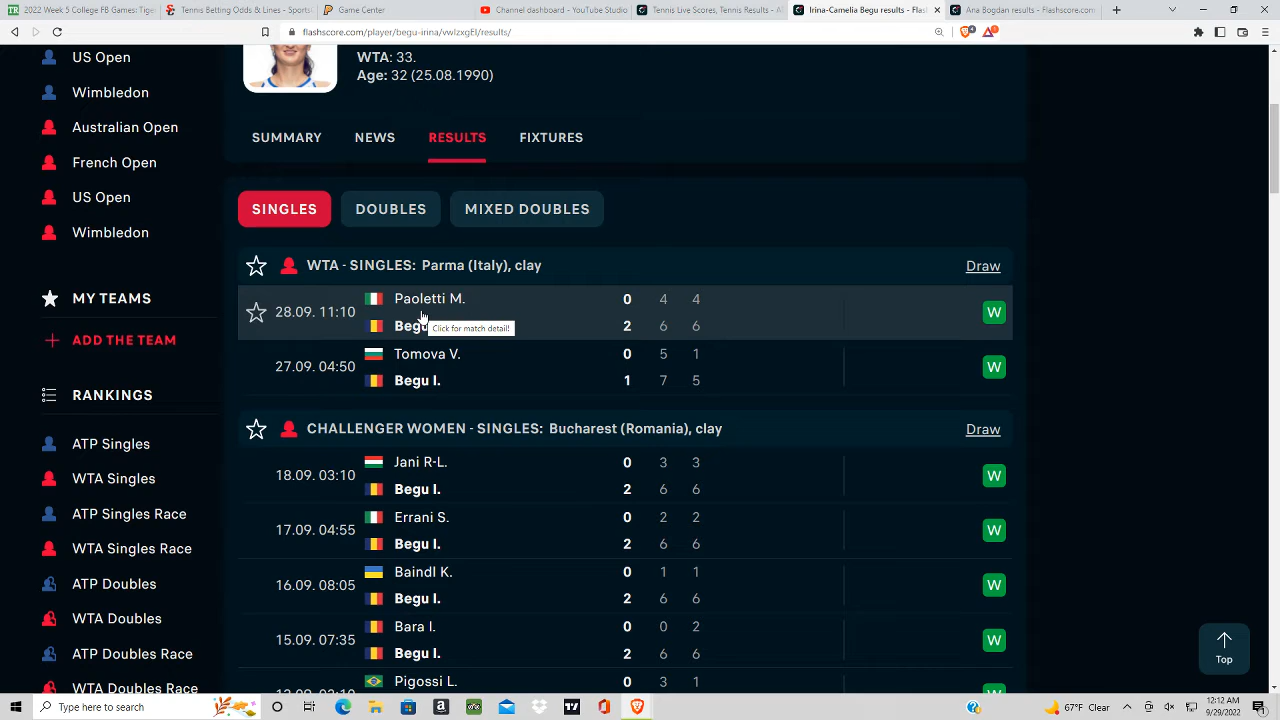 2022 Week 5 College FB Games: Tige
Tennis Betting Odds & Lines - Sports
Game Center
Channel dashboard - YouTube Studio
Tennis Live Scores, Tennis Results - A
Irina-Camelia Begu results - Flash
Ana Bogdan results - Flashscore.com
flashscore.com/player/begu-irina/vwIzxgEl/results/
US Open
Wimbledon
Australian Open
French Open
US Open
Wimbledon
MY TEAMS
ADD THE TEAM
RANKINGS
ATP Singles
WTA Singles
ATP Singles Race
WTA Singles Race
ATP Doubles
WTA Doubles
ATP Doubles Race
WTA Doubles Race
WTA: 33.
Age: 32 (25.08.1990)
SUMMARY NEWS RESULTS FIXTURES
SINGLES DOUBLES MIXED DOUBLES
WTA - SINGLES: Parma (Italy), clay Draw
28.09. 11:10 Paoletti M. 0 4 4 W
Begu 2 6 6
Click for match detail!
27.09. 04:50 Tomova V. 0 5 1 W
Begu I. 1 7 5
CHALLENGER WOMEN - SINGLES: Bucharest (Romania), clay Draw
18.09. 03:10 Jani R-L. 0 3 3 W
Begu I. 2 6 6
17.09. 04:55 Errani S. 0 2 2 W
Begu I. 2 6 6
16.09. 08:05 Baindl K. 0 1 1 W
Begu I. 2 6 6
15.09. 07:35 Bara I. 0 0 2 W
Begu I. 2 6 6
Pigossi L. 0 3 1
Top
Type here to search
67°F Clear
12:12 AM
9/29/2022